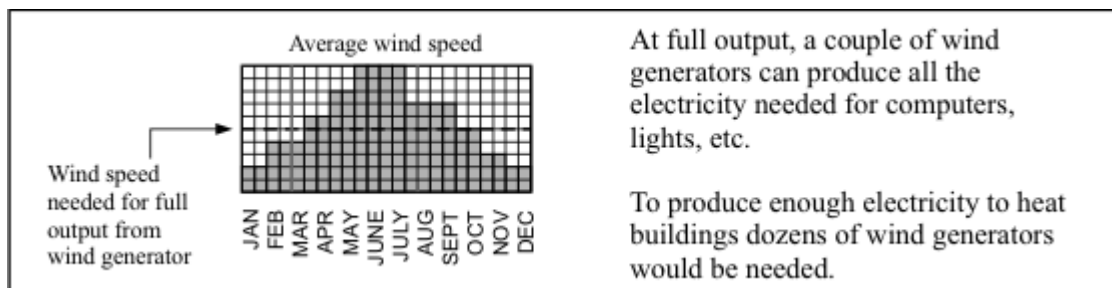 Average wind speed
Wind speed
needed for full
output from
wind generator
JAN
FEB
MAR
APR
MAY
JUNE
JULY
AUG
SEPT
OCT
NOV
DEC
At full output, a couple of wind
generators can produce all the
electricity needed for computers,
lights, etc.
To produce enough electricity to heat
buildings dozens of wind generators
would be needed.